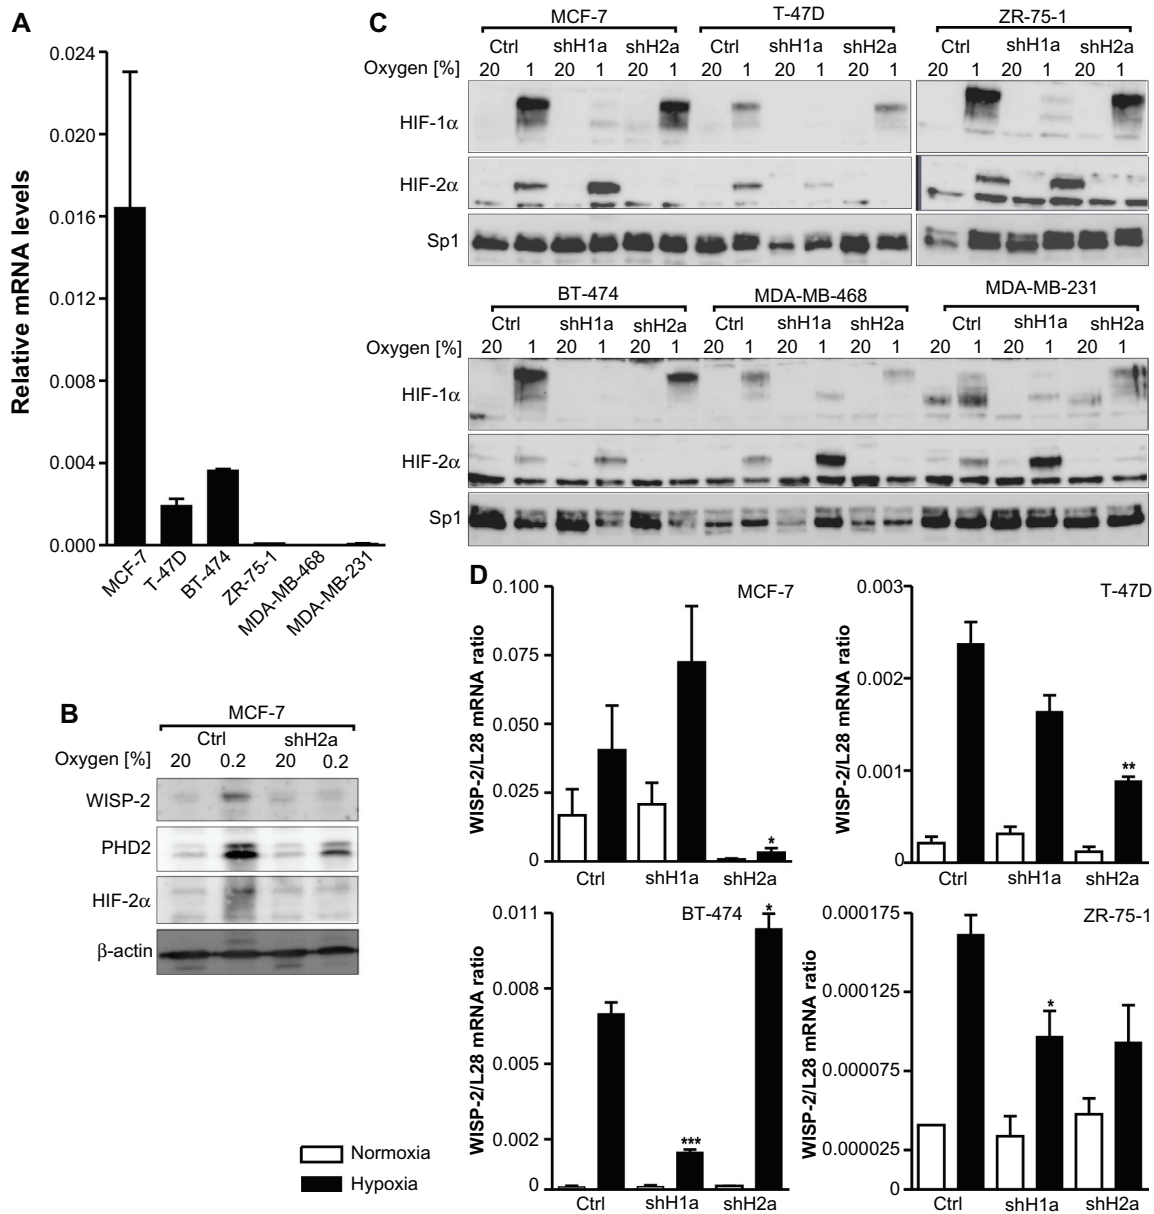 A
0.024
0.020
0.016
0.012
0.008
0.004
0.000
Relative mRNA levels
MCF-7
T-47D
BT-474
ZR-75-1
MDA-MB-468
MDA-MB-231
B
MCF-7
Ctrl shH2a
Oxygen [%] 20 0.2 20 0.2
WISP-2
PHD2
HIF-2α
β-actin
C
MCF-7 T-47D ZR-75-1
Ctrl shH1a shH2a Ctrl shH1a shH2a Ctrl shH1a shH2a
Oxygen [%] 20 1 20 1 20 1 20 1 20 1 20 1 20 1 20 1 20 1
HIF-1α
HIF-2α
Sp1
BT-474 MDA-MB-468 MDA-MB-231
Ctrl shH1a shH2a Ctrl shH1a shH2a Ctrl shH1a shH2a
Oxygen [%] 20 1 20 1 20 1 20 1 20 1 20 1 20 1 20 1 20 1
HIF-1α
HIF-2α
Sp1
D
MCF-7
WISP-2/L28 mRNA ratio
0.100
0.075
0.050
0.025
0
*
Ctrl shH1a shH2a
T-47D
WISP-2/L28 mRNA ratio
0.003
0.002
0.001
0
**
Ctrl shH1a shH2a
BT-474
WISP-2/L28 mRNA ratio
0.011
0.008
0.005
0.002
0
***
*
Ctrl shH1a shH2a
ZR-75-1
WISP-2/L28 mRNA ratio
0.000175
0.000125
0.000075
0.000025
0
*
Ctrl shH1a shH2a
Normoxia
Hypoxia